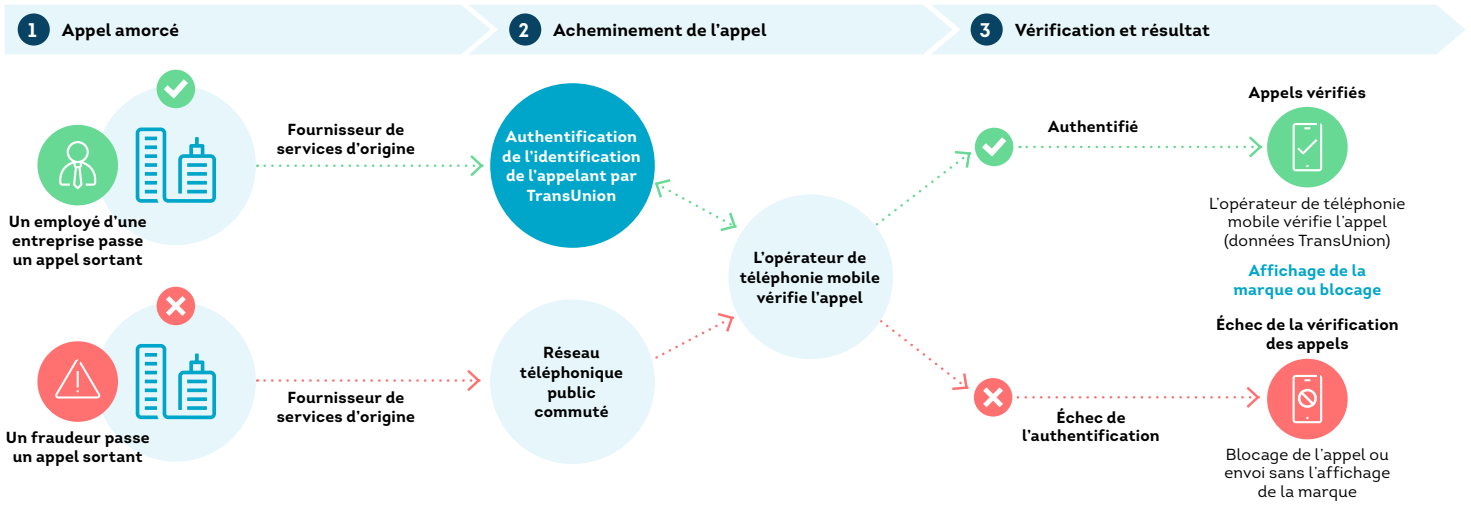 1 Appel amorcé
2 Acheminement de l'appel
3 Vérification et résultat
Un employé d'une
entreprise passe
un appel sortant
Fournisseur de
services d'origine
Authentification
de l'identification
de l'appelant par
TransUnion
Un fraudeur passe
un appel sortant
Fournisseur de
services d'origine
Réseau
téléphonique
public
commuté
L'opérateur de
téléphonie mobile
vérifie l'appel
Authentifié
Appels vérifiés
L'opérateur de téléphonie
mobile vérifie l'appel
(données TransUnion)
Affichage de la
marque ou blocage
Échec de l'authentification
Échec de la vérification
des appels
Blocage de l'appel ou
envoi sans l'affichage
de la marque